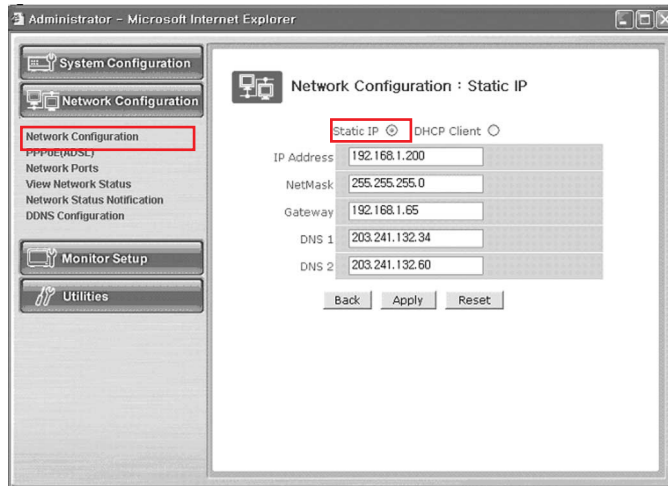 Administrator - Microsoft Internet Explorer
System Configuration
Network Configuration
Network Configuration
PPPoE(ADSL)
Network Ports
View Network Status
Network Status Notification
DDNS Configuration
Monitor Setup
Utilities
Network Configuration : Static IP
Static IP DHCP Client
IP Address 192.168.1.200
NetMask 255.255.255.0
Gateway 192.168.1.65
DNS 1 203.241.132.34
DNS 2 203.241.132.60
Back Apply Reset